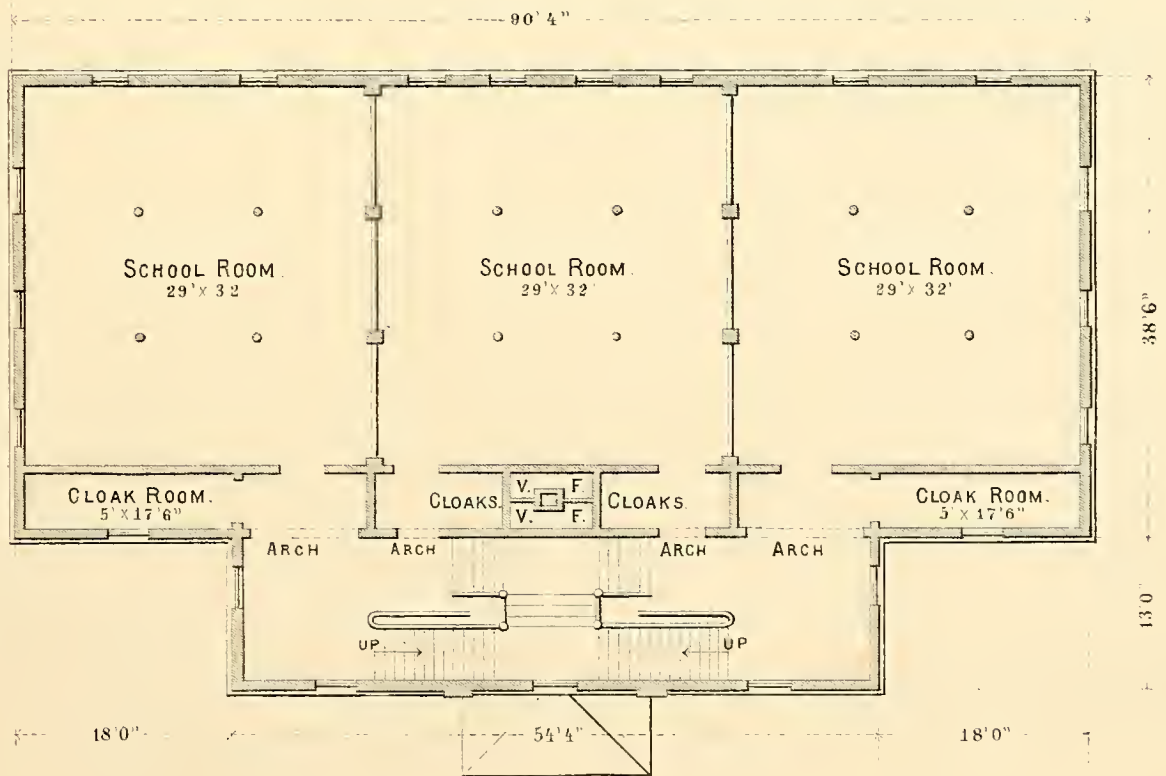 90'4"
SCHOOL ROOM.
29' x 32
SCHOOL ROOM.
29' x 32'
SCHOOL ROOM.
29' x 32'
38'6"
CLOAK ROOM.
5' x 17'6"
CLOAKS.
V. F.
V. F.
CLOAKS.
CLOAK ROOM.
5' x 17'6"
ARCH
ARCH
ARCH
ARCH
13'0"
UP
UP
18'0"
54'4"
18'0"